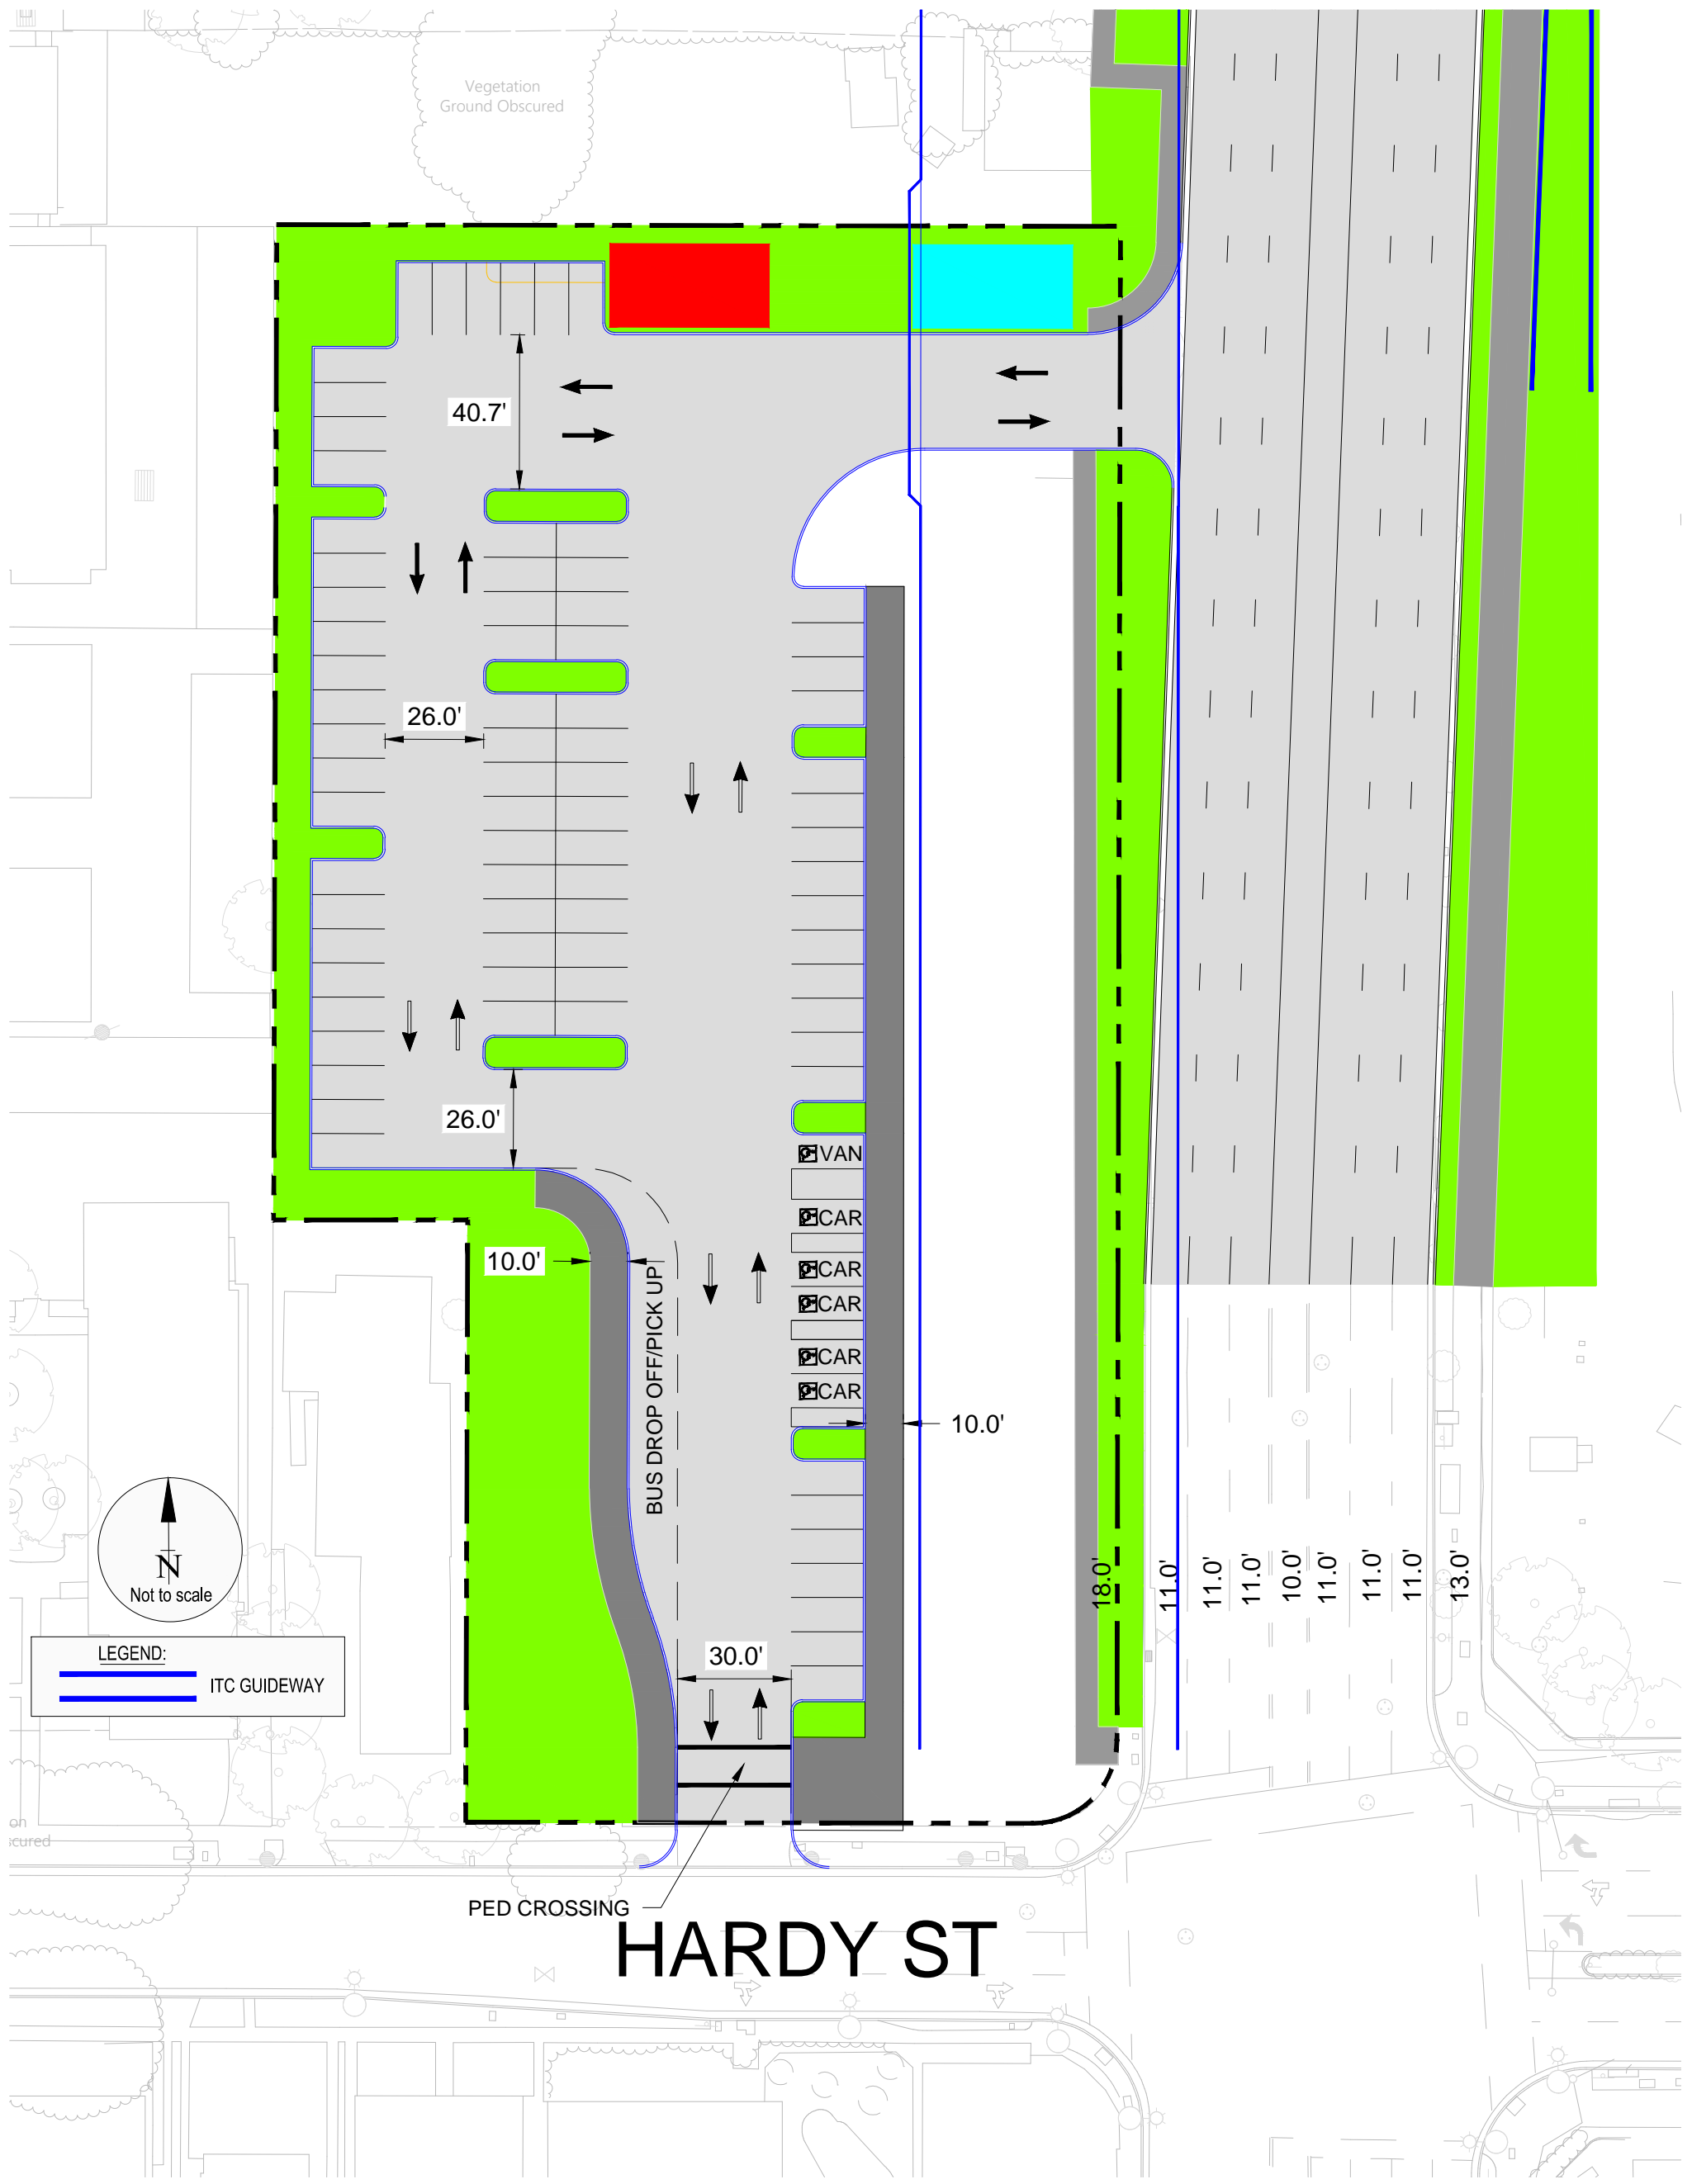 Vegetation
Ground Obscured
40.7'
26.0'
26.0'
VAN
CAR
10.0'
CAR
CAR
CAR
CAR
BUS DROP OFF/PICK UP
10.0'
N
Not to scale
18.0'
11.0'
11.0'
11.0'
10.0'
11.0'
11.0'
11.0'
13.0'
LEGEND:
ITC GUIDEWAY
30.0'
on
scured
PED CROSSING
HARDY ST